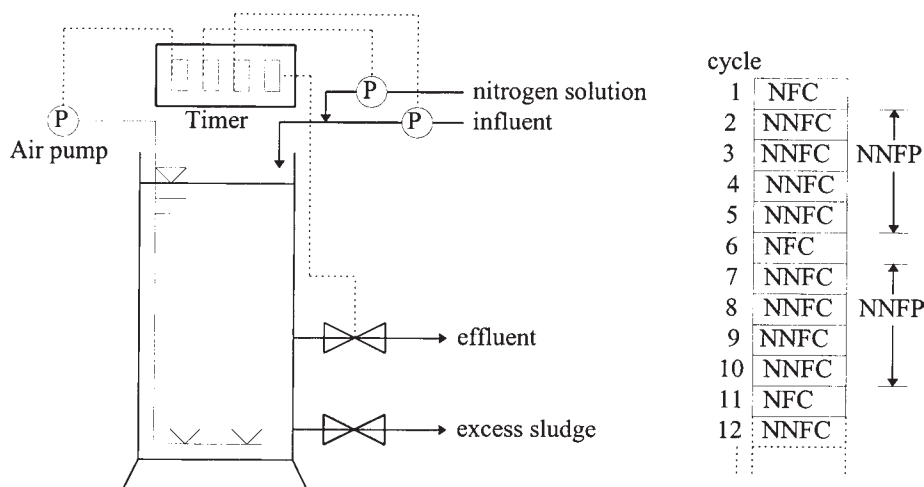 P
nitrogen solution
P
Timer
P
influent
Air pump
effluent
excess sludge
cycle
1 NFC
2 NNFC
3 NNFC
NNFP
4 NNFC
5 NNFC
6 NFC
7 NNFC
8 NNFC
NNFP
9 NNFC
10 NNFC
11 NFC
12 NNFC